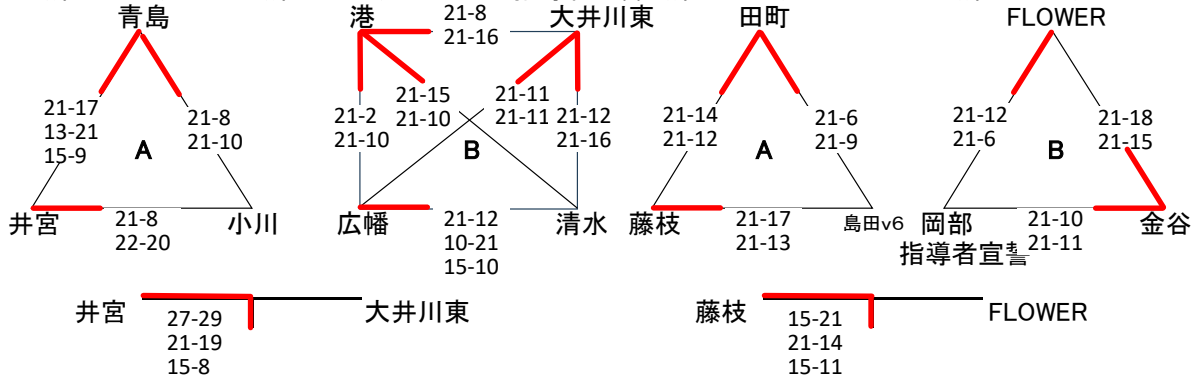 青島
港
21-8
21-16
大井川東
田町
FLOWER
21-17
13-21
15-9
A
21-8
21-10
21-2
21-10
21-15
21-10
B
21-11
21-11
21-12
21-16
21-14
21-12
A
21-6
21-9
21-12
21-6
B
21-18
21-15
井宮
21-8
22-20
小川
広幡
21-12
10-21
15-10
清水
藤枝
21-17
21-13
島田v6
岡部
指導者宣誓
21-10
21-11
金谷
井宮
27-29
21-19
15-8
大井川東
藤枝
15-21
21-14
15-11
FLOWER